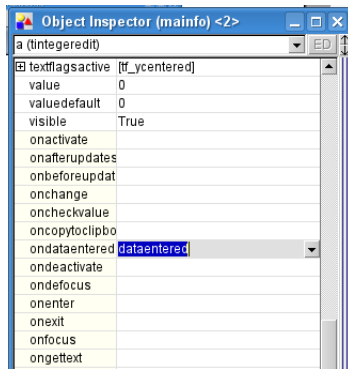 Object Inspector (mainfo) <2>
a (tintegeredit) ED
textflagsactive [tf_ycentered]
value 0
valuedefault 0
visible True
onactivate
onafterupdates
onbeforeupdat
onchange
oncheckvalue
oncopytoclipbo
ondataentered dataentered
ondeactivate
ondefocus
onenter
onexit
onfocus
ongettext